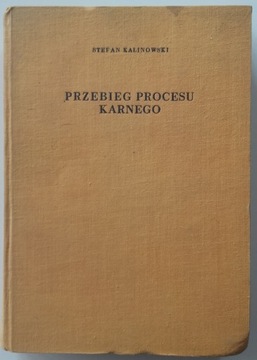 STEFAN KALINOWSKI
PRZEBIEG PROCESU
KARNEGO